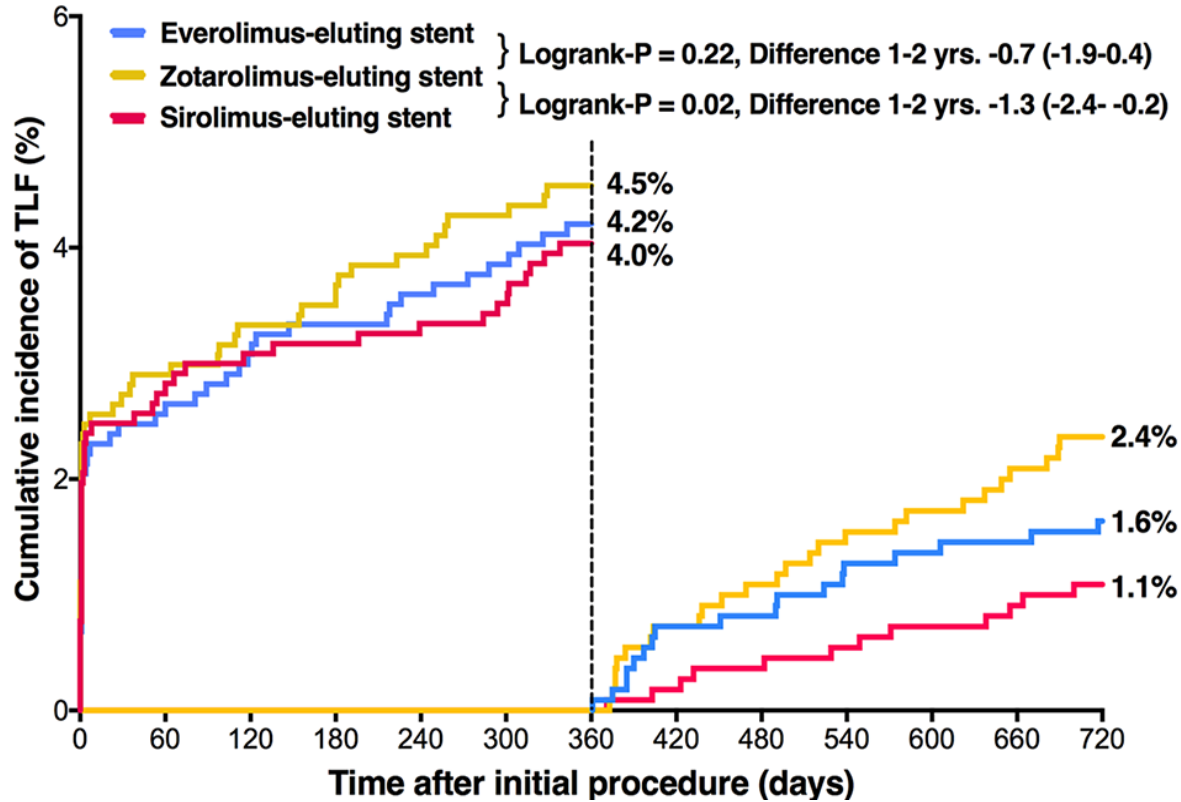 6
Everolimus-eluting stent
Zotarolimus-eluting stent
Sirolimus-eluting stent
} Logrank-P = 0.22, Difference 1-2 yrs. -0.7 (-1.9-0.4)
} Logrank-P = 0.02, Difference 1-2 yrs. -1.3 (-2.4- -0.2)
Cumulative incidence of TLF (%)
4.5%
4.2%
4.0%
4
2.4%
1.6%
1.1%
2
0
0 60 120 180 240 300 360 420 480 540 600 660 720
Time after initial procedure (days)